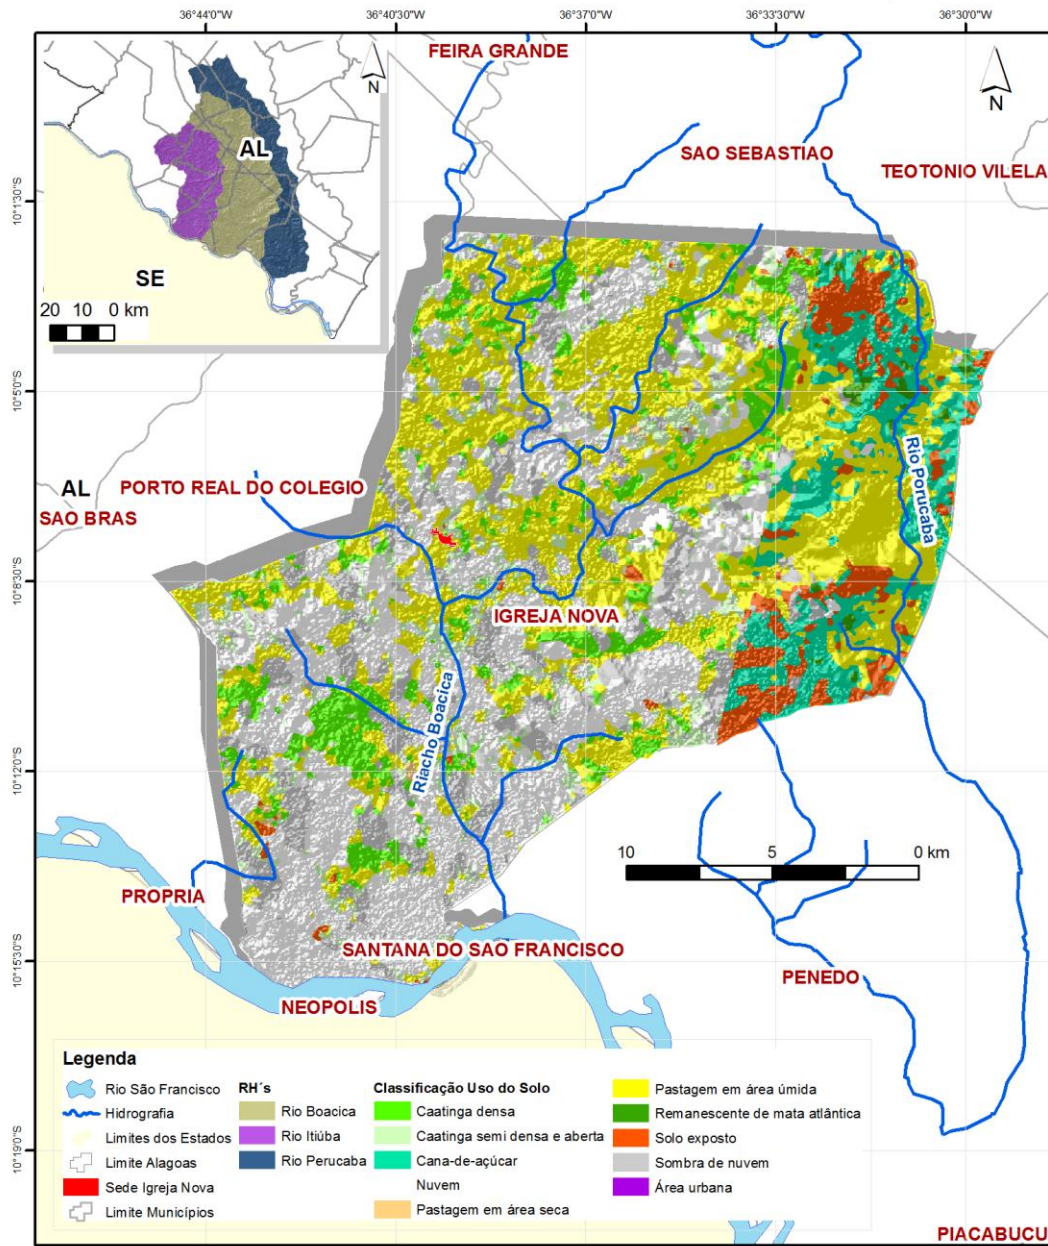 36°44'0"W
36°40'30"W
36°37'0"W
36°33'30"W
36°30'0"W
FEIRA GRANDE
N
N
SAO SEBASTIAO
AL
TEOTONIO VILELA
10°1'30"S
SE
20 10 0 km
10°5'0"S
Rio Porucaba
AL
PORTO REAL DO COLEGIO
SAO BRAS
10°8'30"S
IGREJA NOVA
Riacho Boacica
10°12'0"S
10 5 0 km
PROPRIA
SANTANA DO SAO FRANCISCO
10°15'30"S
PENEDO
NEOPOLIS
Legenda
Rio São Francisco
Hidrografia
Limites dos Estados
Limite Alagoas
Sede Igreja Nova
Limite Municípios
RH´s
Rio Boacica
Rio Itiúba
Rio Perucaba
Classificação Uso do Solo
Caatinga densa
Caatinga semi densa e aberta
Cana-de-açúcar
Nuvem
Pastagem em área seca
Pastagem em área úmida
Remanescente de mata atlântica
Solo exposto
Sombra de nuvem
Área urbana
10°19'0"S
PIACABUCU